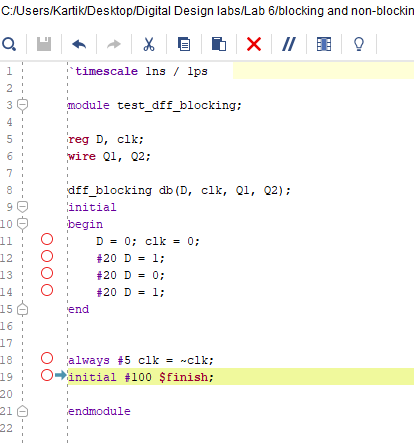 C:/Users/Kartik/Desktop/Digital Design labs/Lab 6/blocking and non-blockin
1 `timescale 1ns / 1ps
2
3 module test_dff_blocking;
4
5 reg D, clk;
6 wire Q1, Q2;
7
8 dff_blocking db(D, clk, Q1, Q2);
9 initial
10 begin
11 D = 0; clk = 0;
12 #20 D = 1;
13 #20 D = 0;
14 #20 D = 1;
15 end
16
17
18 always #5 clk = ~clk;
19 initial #100 $finish;
20
21 endmodule
22